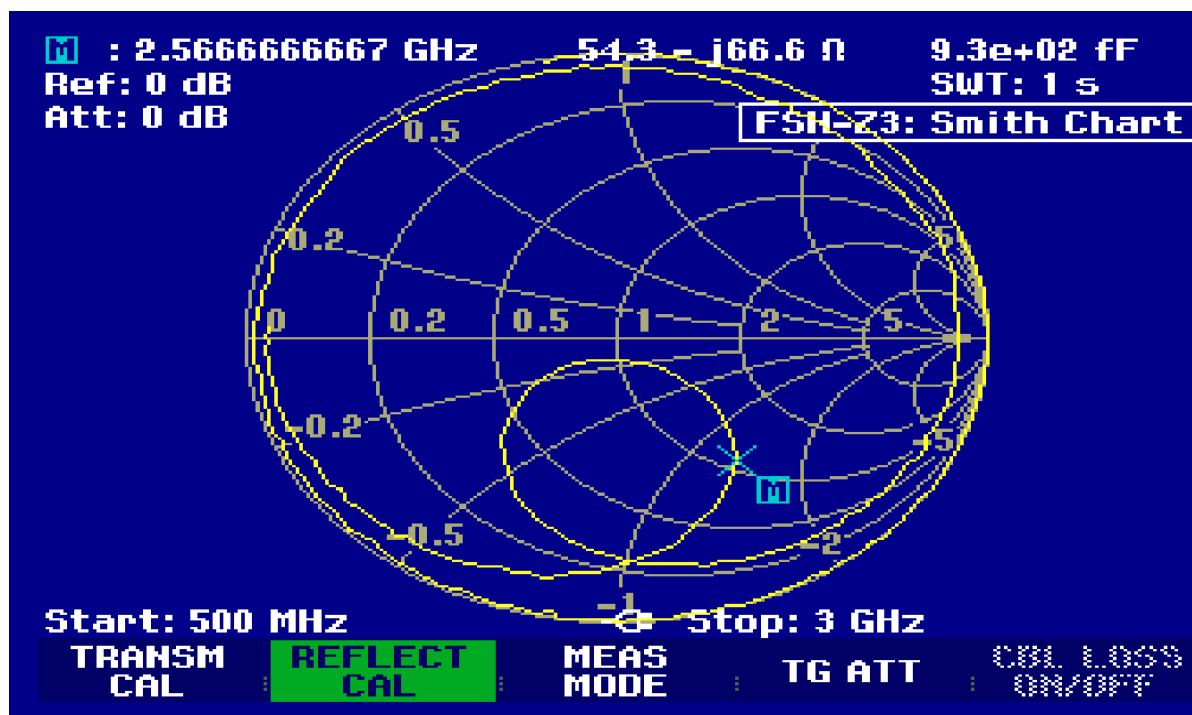 M : 2.5666666667 GHz 54.3 - j66.6 Ω 9.3e+02 fF
Ref: 0 dB SWT: 1 s
Att: 0 dB FSH-Z3: Smith Chart
1
0.5
0.2 5
0 0.2 0.5 1 2 5
-0.2 -5
M
-0.5 -2
-1
Start: 500 MHz Stop: 3 GHz
TRANSM CAL
REFLECT CAL
MEAS MODE
TG ATT
CBL LOSS ON/OFF